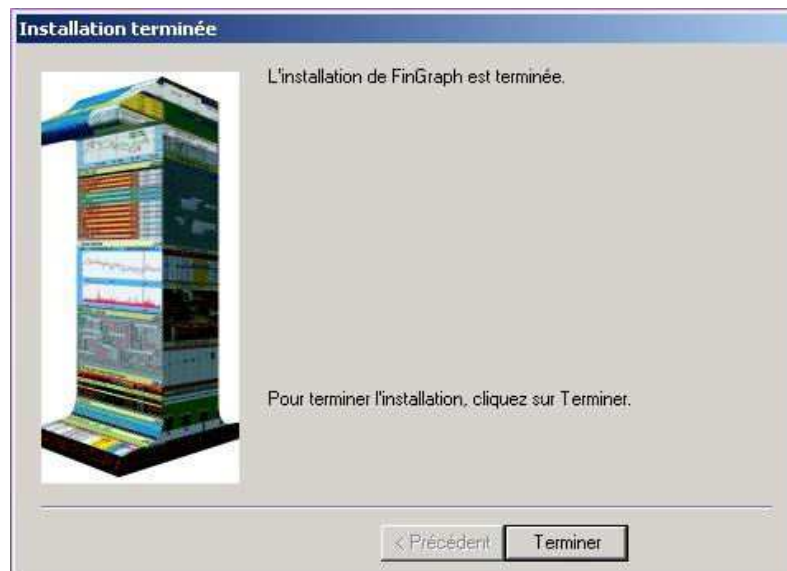 Installation terminée
L'installation de FinGraph est terminée.
Pour terminer l'installation, cliquez sur Terminer.
< Précédent
Terminer